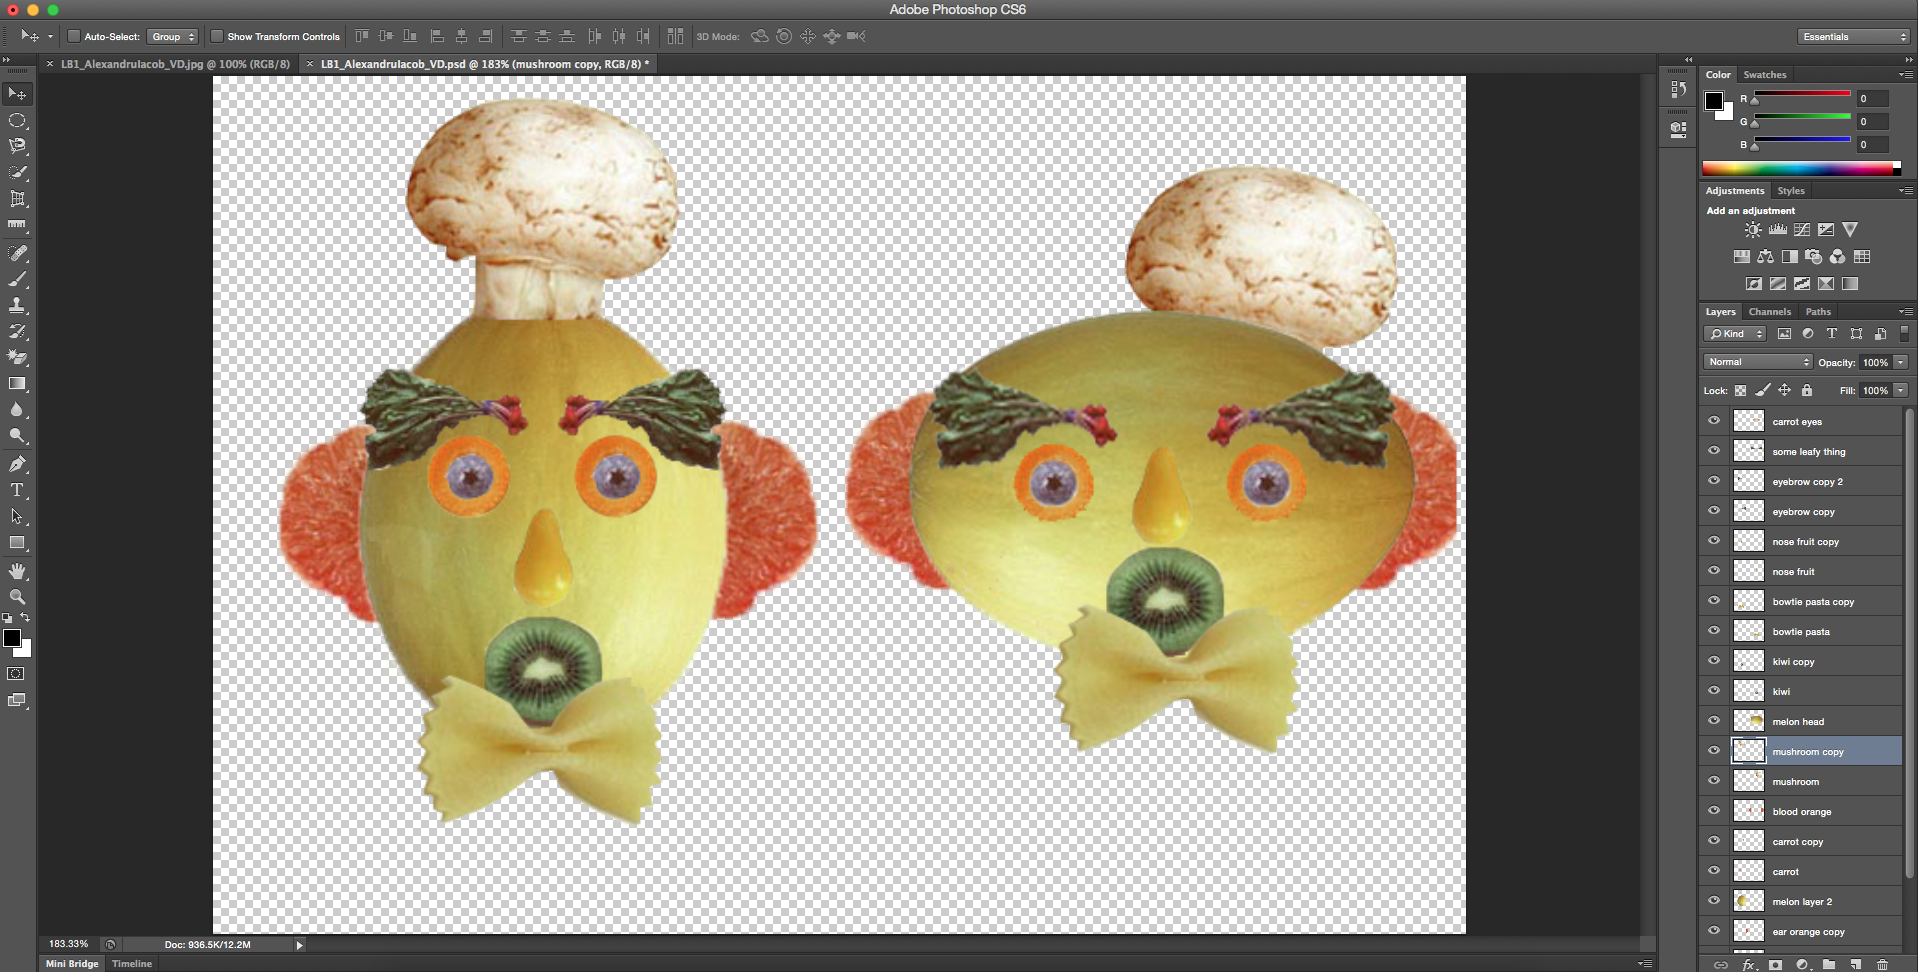 Adobe Photoshop CS6
Auto-Select: Group Show Transform Controls 3D Mode: Essentials
× LB1_AlexandruIacob_VD.jpg @ 100% (RGB/8) × LB1_AlexandruIacob_VD.psd @ 183% (mushroom copy, RGB/8) *
Color Swatches
R 0
G 0
B 0
Adjustments Styles
Add an adjustment
Layers Channels Paths
Kind
Normal Opacity: 100%
Lock: Fill: 100%
carrot eyes
some leafy thing
eyebrow copy 2
eyebrow copy
nose fruit copy
nose fruit
bowtie pasta copy
bowtie pasta
kiwi copy
kiwi
melon head
mushroom copy
mushroom
blood orange
carrot copy
carrot
melon layer 2
ear orange copy
183.33% Doc: 936.5K/12.2M
Mini Bridge Timeline